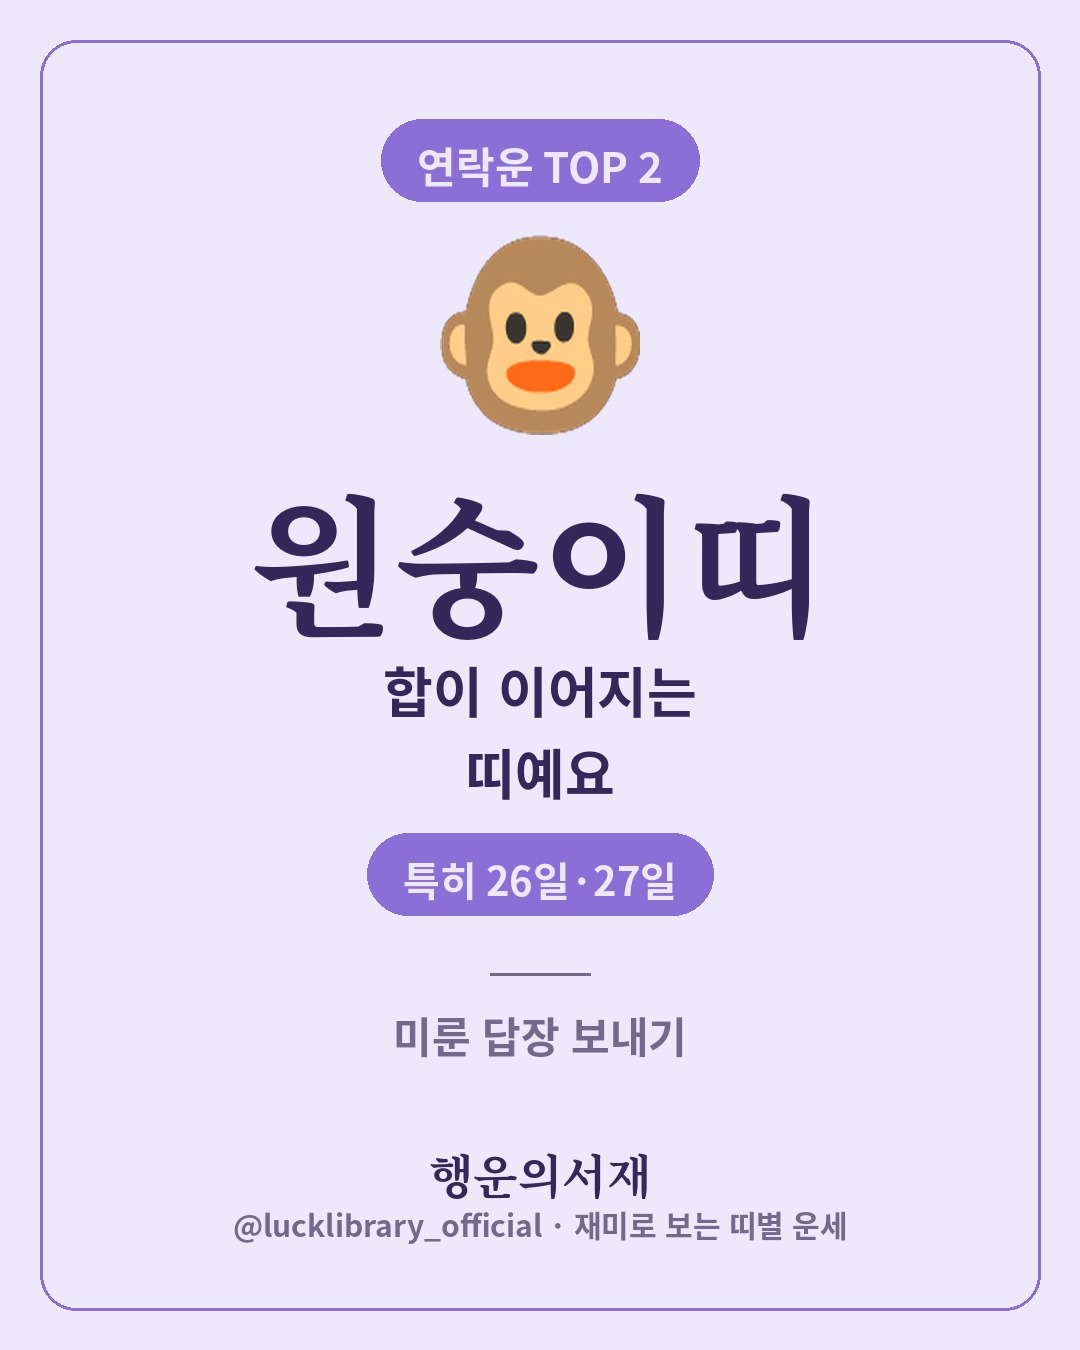 연락운 TOP 2
원숭이띠
합이 이어지는
띠예요
특히 26일·27일
미룬 답장 보내기
행운의서재
@lucklibrary_official · 재미로 보는 띠별 운세